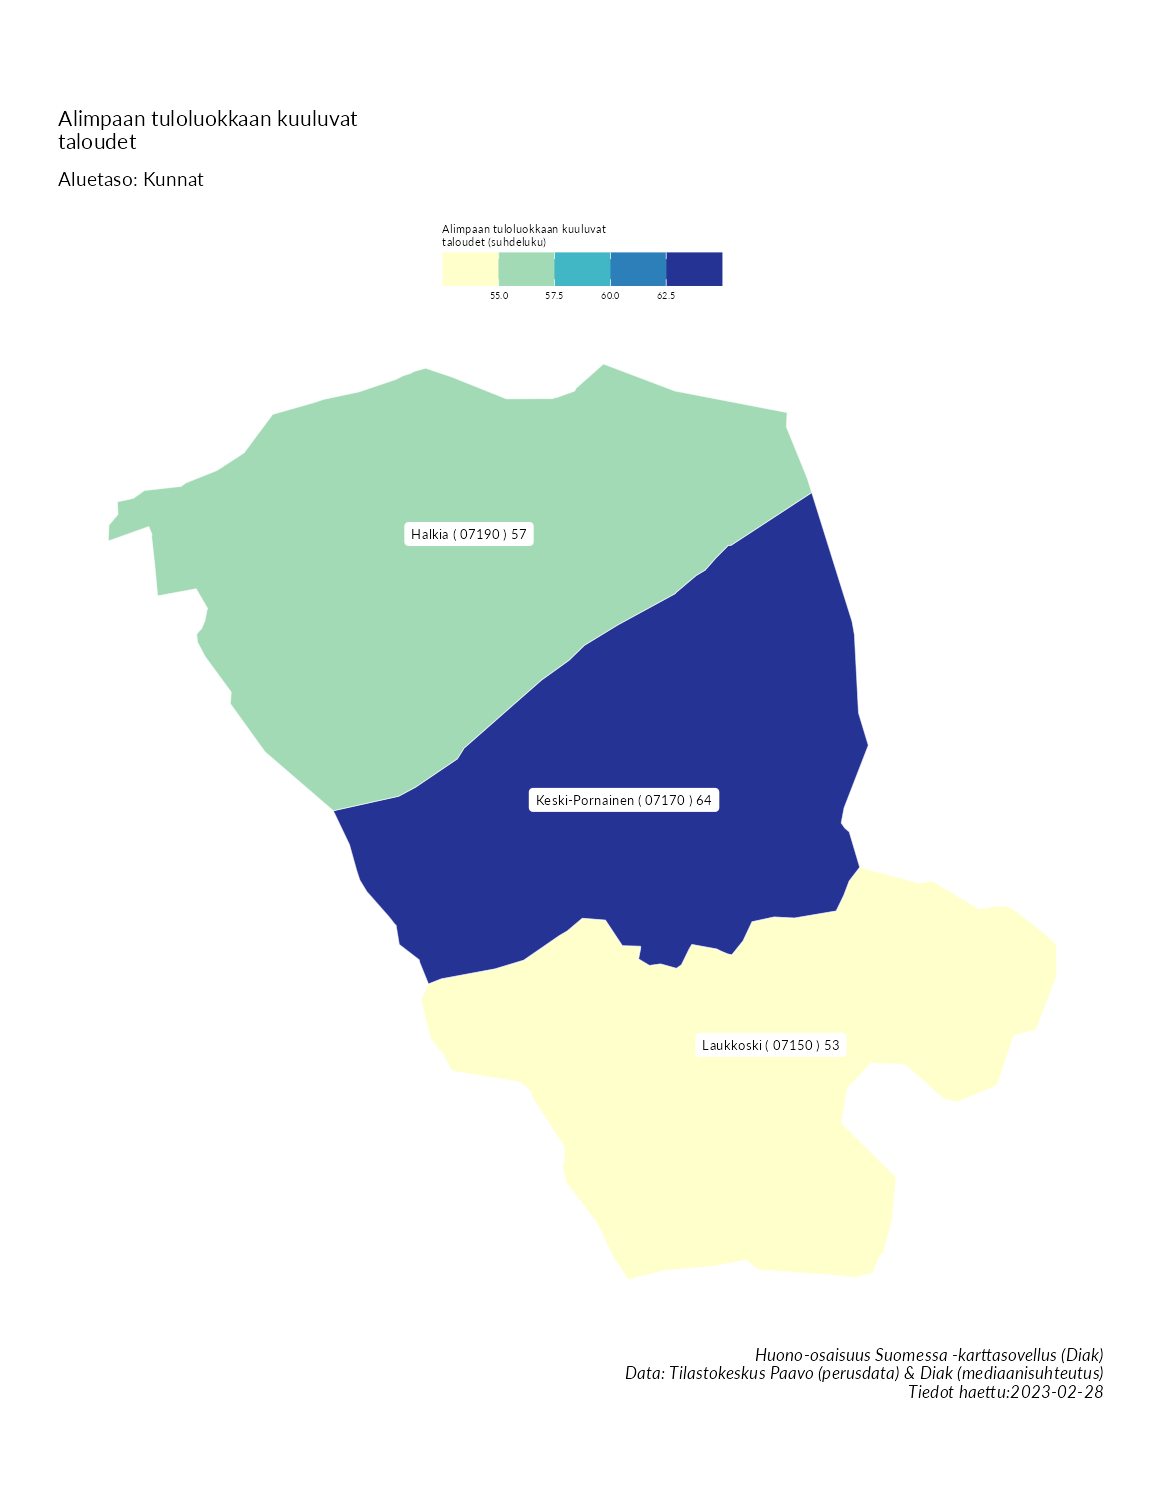 Alimpaan tuloluokkaan kuuluvat
taloudet
Aluetaso: Kunnat
Alimpaan tuloluokkaan kuuluvat
taloudet (suhdeluku)
55.0 57.5 60.0 62.5
Halkia ( 07190 ) 57
Keski-Pornainen ( 07170 ) 64
Laukkoski ( 07150 ) 53
Huono-osaisuus Suomessa -karttasovellus (Diak)
Data: Tilastokeskus Paavo (perusdata) & Diak (mediaanisuhteutus)
Tiedot haettu:2023-02-28